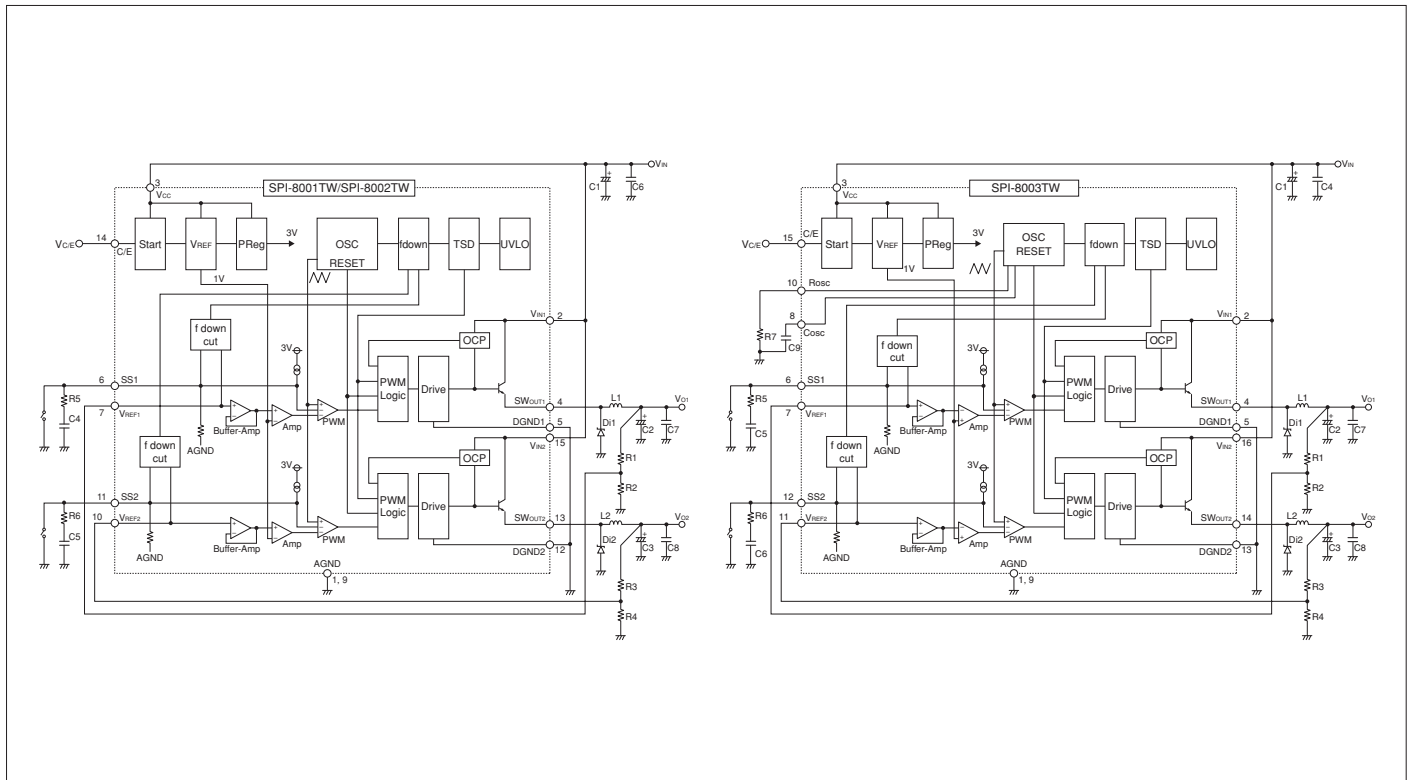 SPI-8001TW/SPI-8002TW
VIN
C1
+
C6
3
VCC
VC/E
14
C/E
Start
VREF
PReg
3V
OSC
RESET
fdown
TSD
UVLO
1V
f down
cut
3V
VIN1
2
OCP
6
SS1
R5
C4
7
VREF1
Buffer-Amp
Amp
PWM
PWM
Logic
Drive
SWOUT1
4
L1
VO1
Di1
+
C2
C7
DGND1
5
VIN2
15
R1
R2
AGND
f down
cut
3V
OCP
11
SS2
R6
C5
10
VREF2
Buffer-Amp
Amp
PWM
PWM
Logic
Drive
SWOUT2
13
L2
VO2
Di2
+
C3
C8
DGND2
12
AGND
AGND
1, 9
R3
R4
SPI-8003TW
VIN
C1
+
C4
3
VCC
VC/E
15
C/E
Start
VREF
PReg
3V
OSC
RESET
fdown
TSD
UVLO
1V
10
Rosc
8
Cosc
R7
C9
f down
cut
3V
VIN1
2
OCP
6
SS1
R5
C5
7
VREF1
Buffer-Amp
Amp
PWM
PWM
Logic
Drive
SWOUT1
4
L1
VO1
Di1
+
C2
C7
DGND1
5
VIN2
16
R1
R2
AGND
f down
cut
3V
OCP
12
SS2
R6
C6
11
VREF2
Buffer-Amp
Amp
PWM
PWM
Logic
Drive
SWOUT2
14
L2
VO2
Di2
+
C3
C8
DGND2
13
AGND
AGND
1, 9
R3
R4